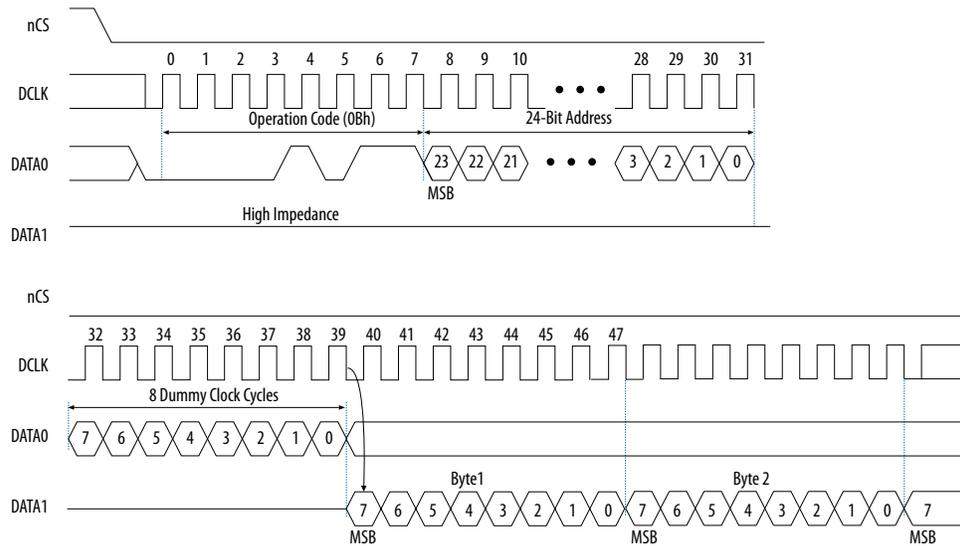 nCS
0 1 2 3 4 5 6 7 8 9 10 28 29 30 31
DCLK
Operation Code (0Bh) 24-Bit Address
DATA0 23 22 21 3 2 1 0
MSB
High Impedance
DATA1
nCS
32 33 34 35 36 37 38 39 40 41 42 43 44 45 46 47
DCLK
8 Dummy Clock Cycles
DATA0 7 6 5 4 3 2 1 0
Byte1 Byte 2
DATA1 7 6 5 4 3 2 1 0 7 6 5 4 3 2 1 0 7
MSB MSB MSB